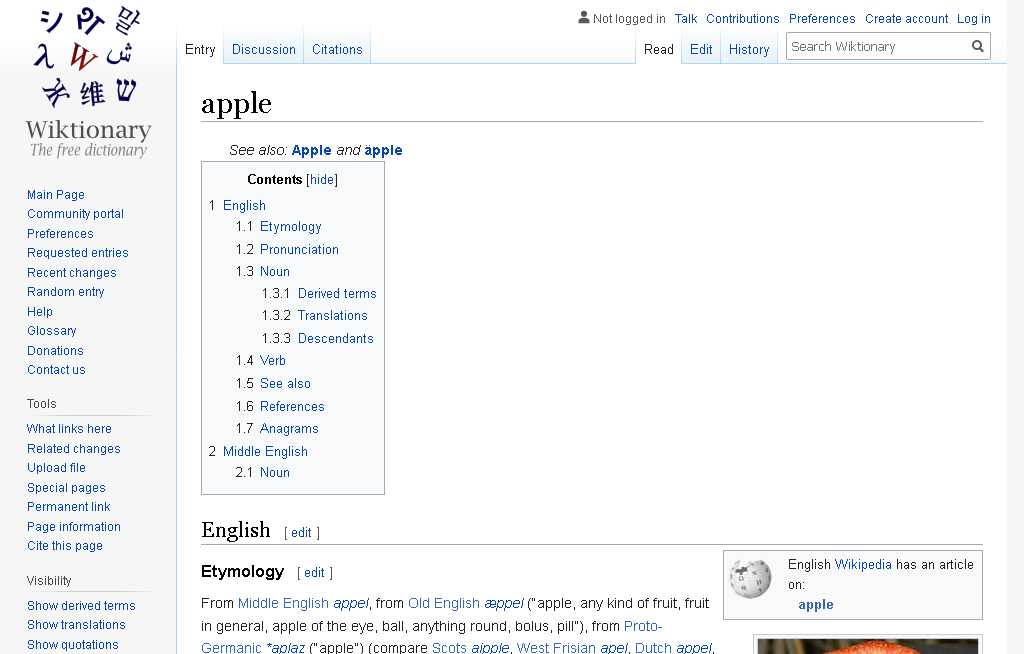 Not logged in Talk Contributions Preferences Create account Log in
Entry Discussion Citations Read Edit History Search Wiktionary
Wiktionary
The free dictionary
Main Page
Community portal
Preferences
Requested entries
Recent changes
Random entry
Help
Glossary
Donations
Contact us
Tools
What links here
Related changes
Upload file
Special pages
Permanent link
Page information
Cite this page
Visibility
Show derived terms
Show translations
Show quotations
apple
See also: Apple and äpple
Contents [hide]
1 English
1.1 Etymology
1.2 Pronunciation
1.3 Noun
1.3.1 Derived terms
1.3.2 Translations
1.3.3 Descendants
1.4 Verb
1.5 See also
1.6 References
1.7 Anagrams
2 Middle English
2.1 Noun
English [ edit ]
English Wikipedia has an article
on:
apple
Etymology [ edit ]
From Middle English appel, from Old English æppel ("apple, any kind of fruit, fruit
in general, apple of the eye, ball, anything round, bolus, pill"), from Proto-
Germanic *aplaz ("apple") (compare Scots aipple, West Frisian apel, Dutch appel,